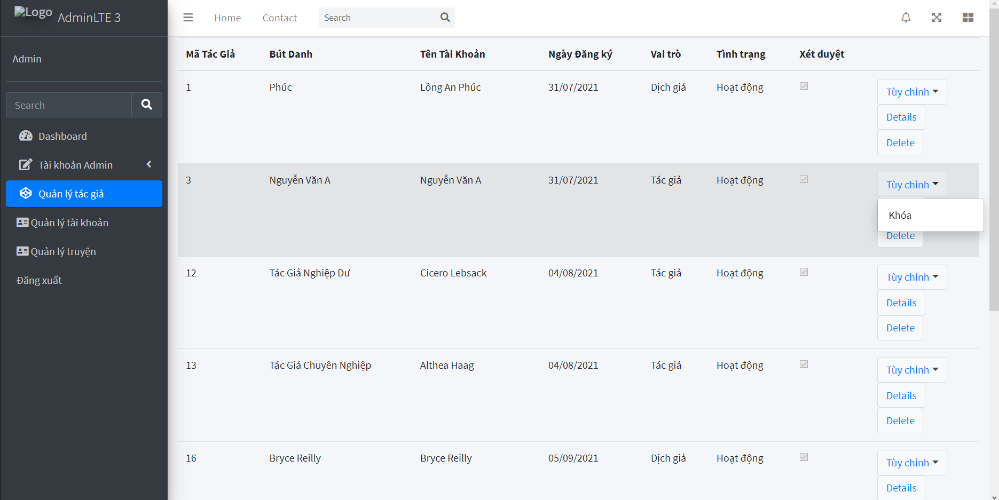 Logo AdminLTE 3
Admin
Search
Dashboard
Tài khoản Admin
Quản lý tác giả
Quản lý tài khoản
Quản lý truyện
Đăng xuất
Home Contact Search
Mã Tác Giả Bút Danh Tên Tài Khoản Ngày Đăng ký Vai trò Tình trạng Xét duyệt
1 Phúc Lồng An Phúc 31/07/2021 Dịch giả Hoạt động Tùy chỉnh
Details
Delete
3 Nguyễn Văn A Nguyễn Văn A 31/07/2021 Tác giả Hoạt động Tùy chỉnh
Khóa
Delete
12 Tác Giả Nghiệp Dư Cicero Lebsack 04/08/2021 Tác giả Hoạt động Tùy chỉnh
Details
Delete
13 Tác Giả Chuyên Nghiệp Althea Haag 04/08/2021 Tác giả Hoạt động Tùy chỉnh
Details
Delete
16 Bryce Reilly Bryce Reilly 05/09/2021 Dịch giả Hoạt động Tùy chỉnh
Details